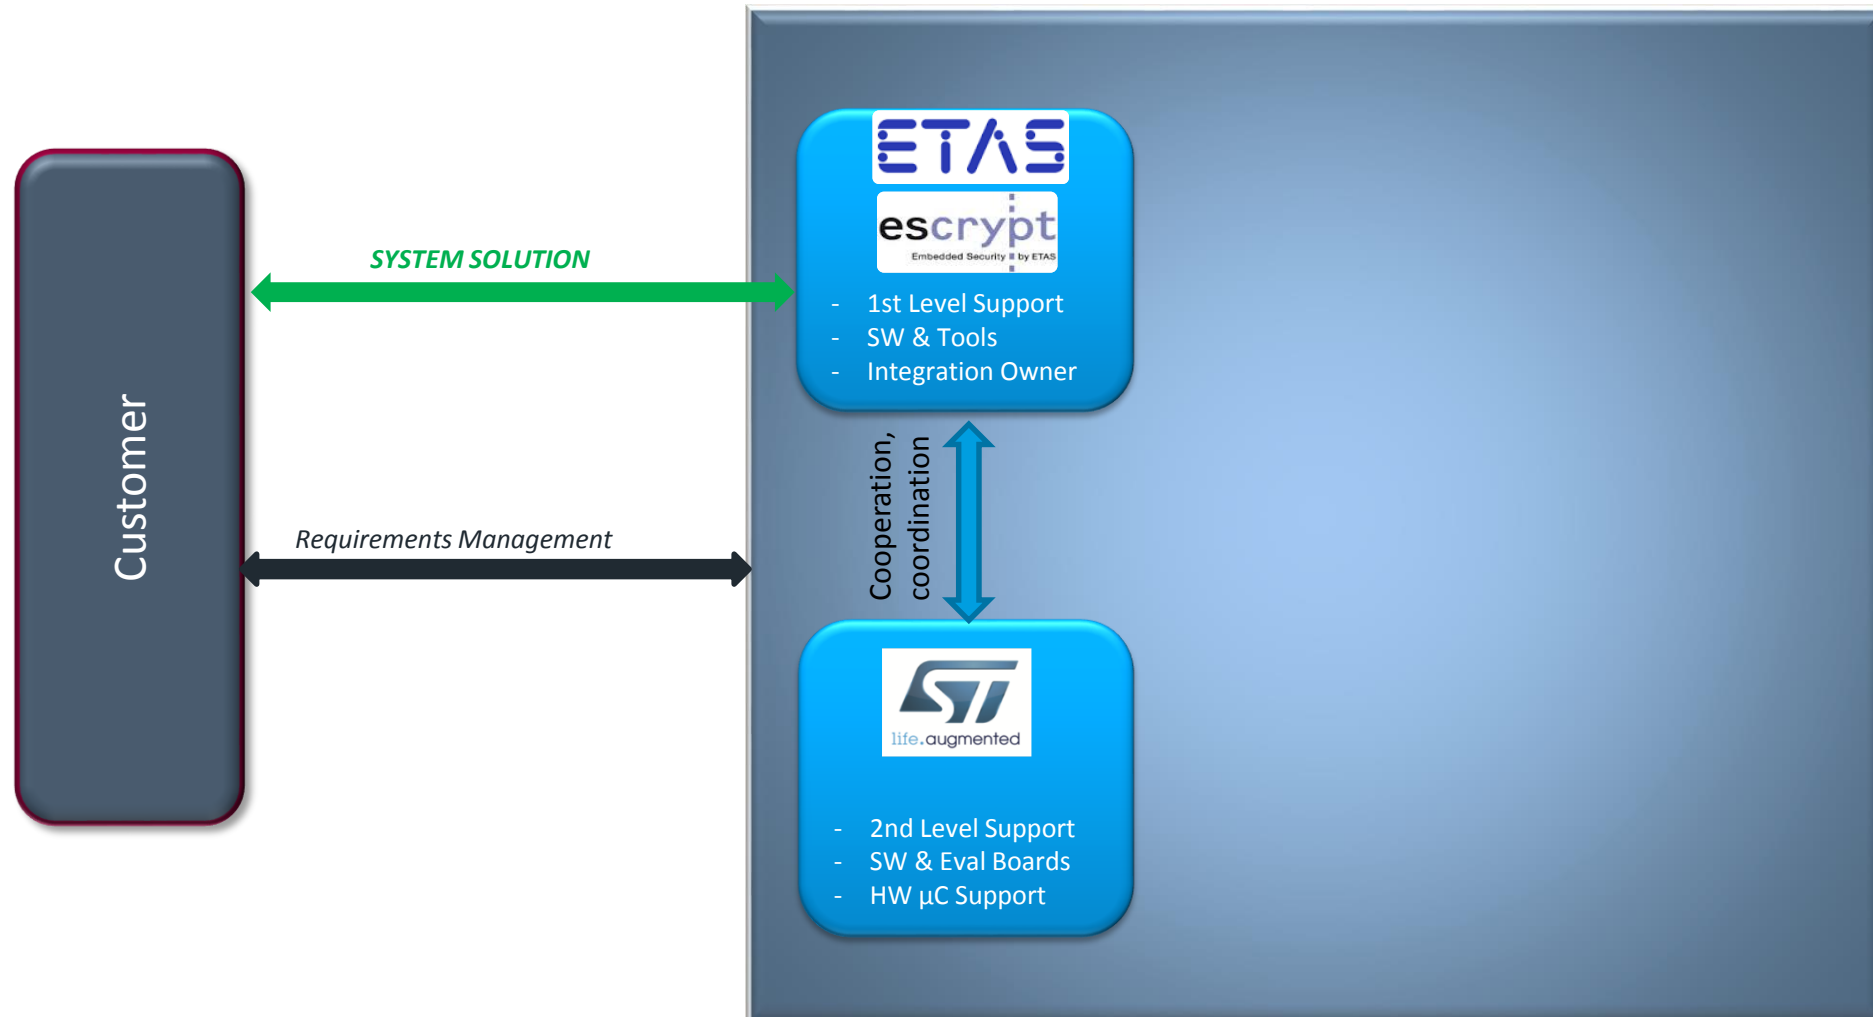 Customer
SYSTEM SOLUTION
Requirements Management
ETAS
escrypt
Embedded Security by ETAS
- 1st Level Support
- SW & Tools
- Integration Owner
Cooperation,
coordination
ST
life.augmented
- 2nd Level Support
- SW & Eval Boards
- HW µC Support